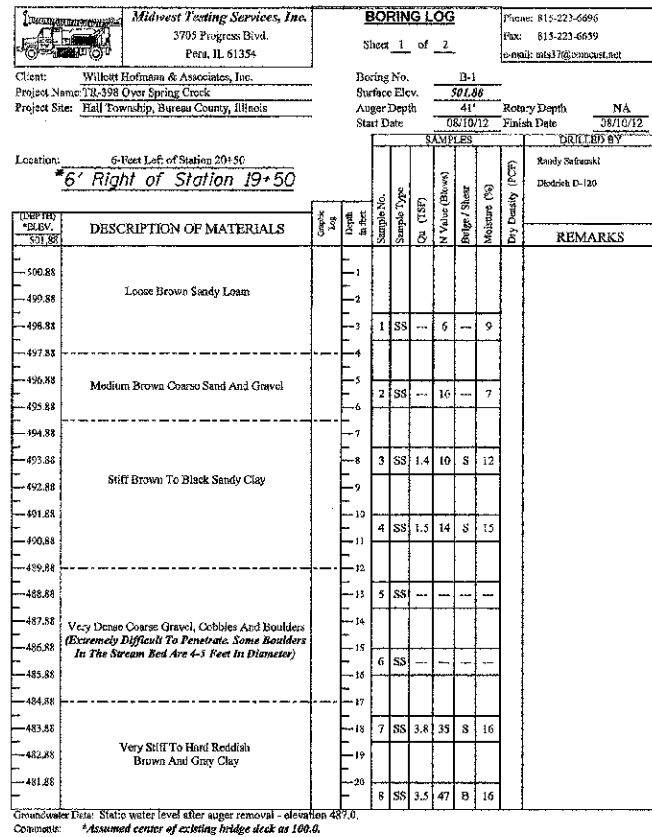 Midwest Testing Services, Inc.
3705 Progress Blvd.
Peru, IL 61354
BORING LOG
Sheet 1 of 2
Phone: 815-223-6696
Fax: 815-223-6659
e-mail: mts37@comcast.net
Client: Willett Hofmann & Associates, Inc.
Project Name: TR-398 Over Spring Creek
Project Site: Hall Township, Bureau County, Illinois
Boring No. B-1
Surface Elev. 501.88
Auger Depth 41' Rotary Depth NA
Start Date 08/10/12 Finish Date 08/10/12
SAMPLES DRILLED BY
Location: 6-Feet Left of Station 20+50
*6' Right of Station 19+50
Randy Safranski
Diedrich D-120
(DEPTH) *ELEV. 501.88 DESCRIPTION OF MATERIALS Graphic Log Depth in feet Sample No. Sample Type Qu (TSF) N Value (Blows) Bulge / Shear Moisture (%) Dry Density (PCF) REMARKS
500.88 1
Loose Brown Sandy Loam
499.88 2
498.88 3 1 SS --- 6 --- 9
497.88 4
496.88 5
Medium Brown Coarse Sand And Gravel 2 SS --- 16 --- 7
495.88 6
494.88 7
493.88 8 3 SS 1.4 10 S 12
Stiff Brown To Black Sandy Clay
492.88 9
491.88 10
4 SS 1.5 14 S 15
490.88 11
489.88 12
488.88 13 5 SS --- --- --- ---
487.88 14
Very Dense Coarse Gravel, Cobbles And Boulders
(Extremely Difficult To Penetrate. Some Boulders
486.88 In The Stream Bed Are 4-5 Feet In Diameter) 15
6 SS --- --- --- ---
485.88 16
484.88 17
483.88 18 7 SS 3.8 35 S 16
Very Stiff To Hard Reddish
482.88 Brown And Gray Clay 19
481.88 20
8 SS 3.5 47 B 16
Groundwater Data: Static water level after auger removal - elevation 487.0.
Comments: *Assumed center of existing bridge deck as 100.0.